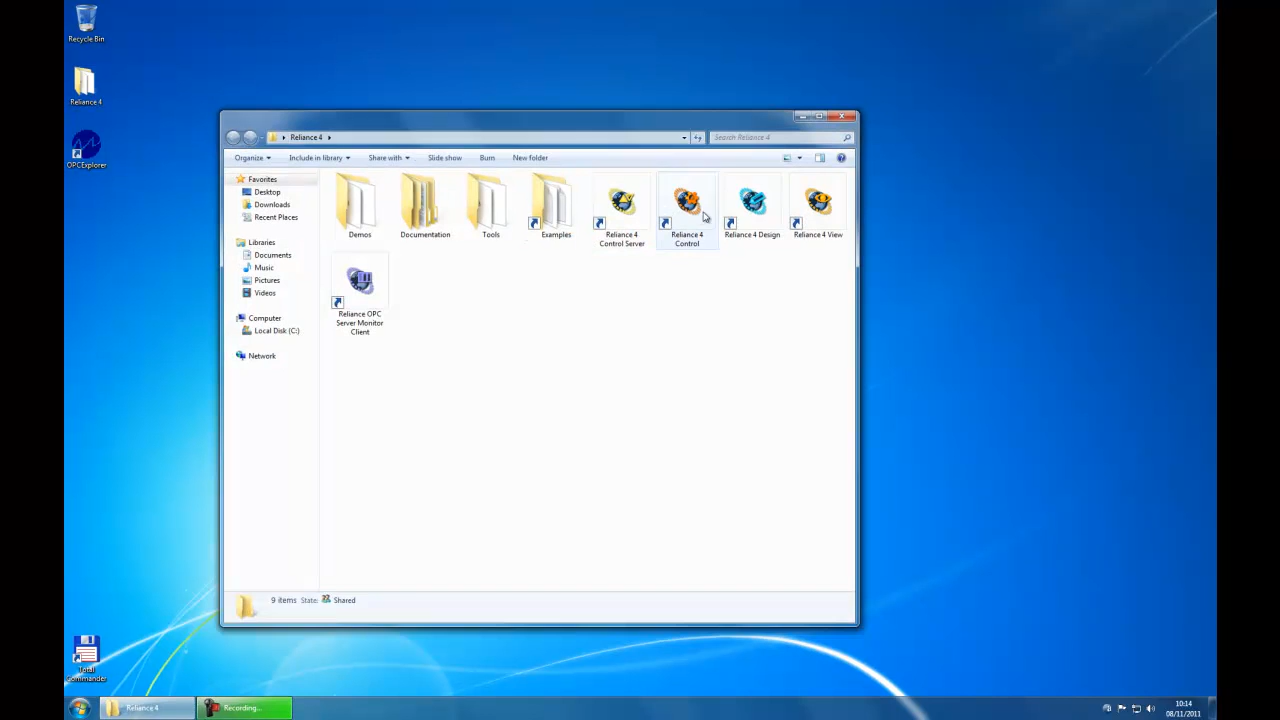 Recycle Bin
Reliance 4
OPCExplorer
Total
Commander
Reliance 4
Search Reliance 4
Organize
Include in library
Share with
Slide show
Burn
New folder
Favorites
Desktop
Downloads
Recent Places
Libraries
Documents
Music
Pictures
Videos
Computer
Local Disk (C:)
Network
Demos
Documentation
Tools
Examples
Reliance 4
Control Server
Reliance 4
Control
Reliance 4 Design
Reliance 4 View
Reliance OPC
Server Monitor
Client
9 items State: Shared
Reliance 4
Recording...
10:14
08/11/2011